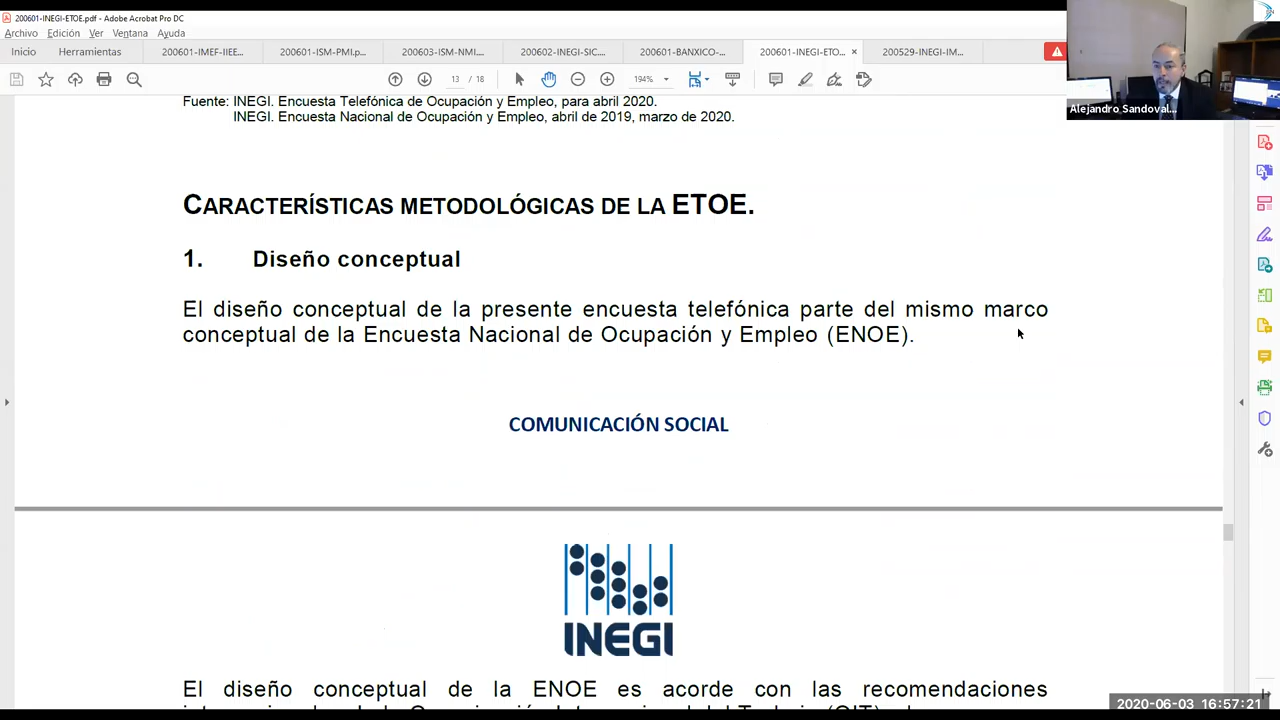 200601-INEGI-ETOE.pdf - Adobe Acrobat Pro DC
Archivo Edición Ver Ventana Ayuda
Inicio Herramientas 200601-IMEF-IIEE... 200601-ISM-PMI.p... 200603-ISM-NMI.... 200602-INEGI-SIC.... 200601-BANXICO-... 200601-INEGI-ETO... × 200529-INEGI-IM...
13 18 194%
Alejandro Sandoval...
Fuente: INEGI. Encuesta Telefónica de Ocupación y Empleo, para abril 2020.
INEGI. Encuesta Nacional de Ocupación y Empleo, abril de 2019, marzo de 2020.
CARACTERÍSTICAS METODOLÓGICAS DE LA ETOE.
1. Diseño conceptual
El diseño conceptual de la presente encuesta telefónica parte del mismo marco
conceptual de la Encuesta Nacional de Ocupación y Empleo (ENOE).
COMUNICACIÓN SOCIAL
INEGI
El diseño conceptual de la ENOE es acorde con las recomendaciones
2020-06-03 16:57:21